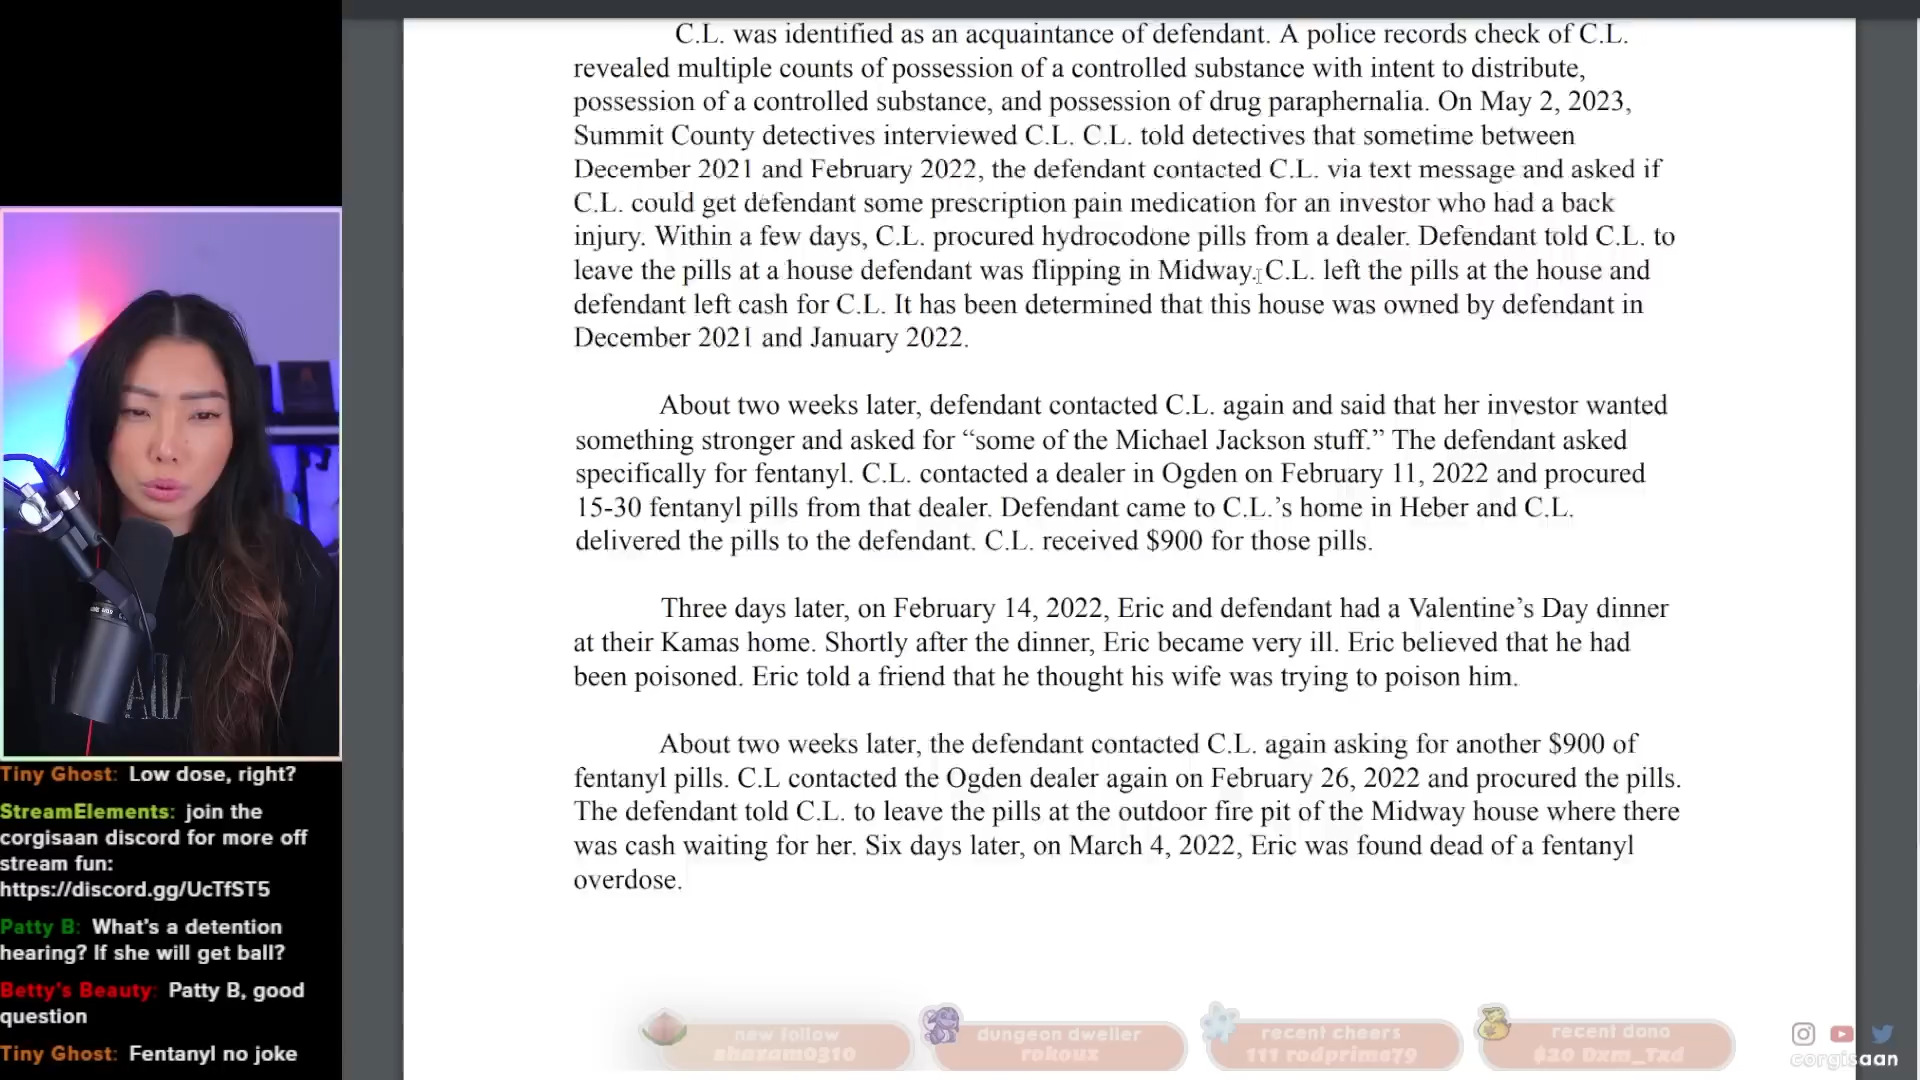 C.L. was identified as an acquaintance of defendant. A police records check of C.L.
revealed multiple counts of possession of a controlled substance with intent to distribute,
possession of a controlled substance, and possession of drug paraphernalia. On May 2, 2023,
Summit County detectives interviewed C.L. C.L. told detectives that sometime between
December 2021 and February 2022, the defendant contacted C.L. via text message and asked if
C.L. could get defendant some prescription pain medication for an investor who had a back
injury. Within a few days, C.L. procured hydrocodone pills from a dealer. Defendant told C.L. to
leave the pills at a house defendant was flipping in Midway. C.L. left the pills at the house and
defendant left cash for C.L. It has been determined that this house was owned by defendant in
December 2021 and January 2022.
About two weeks later, defendant contacted C.L. again and said that her investor wanted
something stronger and asked for “some of the Michael Jackson stuff.” The defendant asked
specifically for fentanyl. C.L. contacted a dealer in Ogden on February 11, 2022 and procured
15-30 fentanyl pills from that dealer. Defendant came to C.L.’s home in Heber and C.L.
delivered the pills to the defendant. C.L. received $900 for those pills.
Three days later, on February 14, 2022, Eric and defendant had a Valentine’s Day dinner
at their Kamas home. Shortly after the dinner, Eric became very ill. Eric believed that he had
been poisoned. Eric told a friend that he thought his wife was trying to poison him.
About two weeks later, the defendant contacted C.L. again asking for another $900 of
fentanyl pills. C.L contacted the Ogden dealer again on February 26, 2022 and procured the pills.
The defendant told C.L. to leave the pills at the outdoor fire pit of the Midway house where there
was cash waiting for her. Six days later, on March 4, 2022, Eric was found dead of a fentanyl
overdose.
Tiny Ghost: Low dose, right?
StreamElements: join the
corgisaan discord for more off
stream fun:
https://discord.gg/UcTfST5
Patty B: What's a detention
hearing? If she will get ball?
Betty's Beauty: Patty B, good
question
Tiny Ghost: Fentanyl no joke
new follow
shazam0310
dungeon dweller
rokoux
recent cheers
111 rodprime79
recent dono
$20 Dxm_Txd
corgisaan